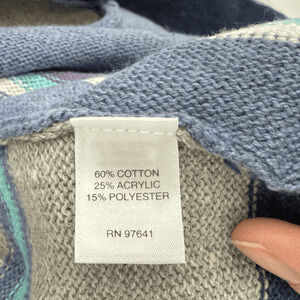 60% COTTON
25% ACRYLIC
15% POLYESTER
RN 97641